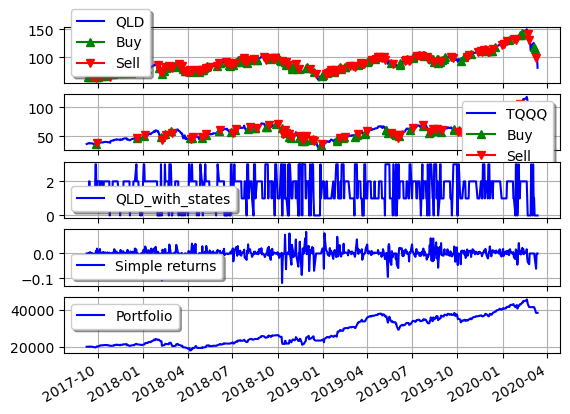 150
100
QLD
Buy
Sell
100
50
TQQQ
Buy
Sell
2
0
QLD_with_states
0.0
−0.1
Simple returns
40000
20000
Portfolio
2017-10
2018-01
2018-04
2018-07
2018-10
2019-01
2019-04
2019-07
2019-10
2020-01
2020-04